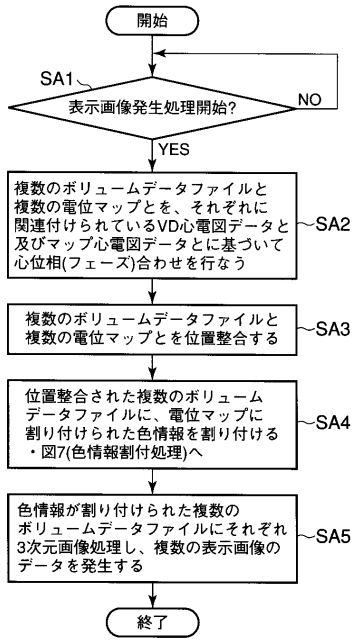 開始
SA1
表示画像発生処理開始?
NO
YES
複数のボリュームデータファイルと
複数の電位マップとを、それぞれに
関連付けられているVD心電図データと
及びマップ心電図データとに基づいて
心位相(フェーズ)合わせを行なう
SA2
複数のボリュームデータファイルと
複数の電位マップとを位置整合する
SA3
位置整合された複数のボリューム
データファイルに、電位マップに
割り付けられた色情報を割り付ける
・図7(色情報割付処理)へ
SA4
色情報が割り付けられた複数の
ボリュームデータファイルにそれぞれ
3次元画像処理し、複数の表示画像の
データを発生する
SA5
終了